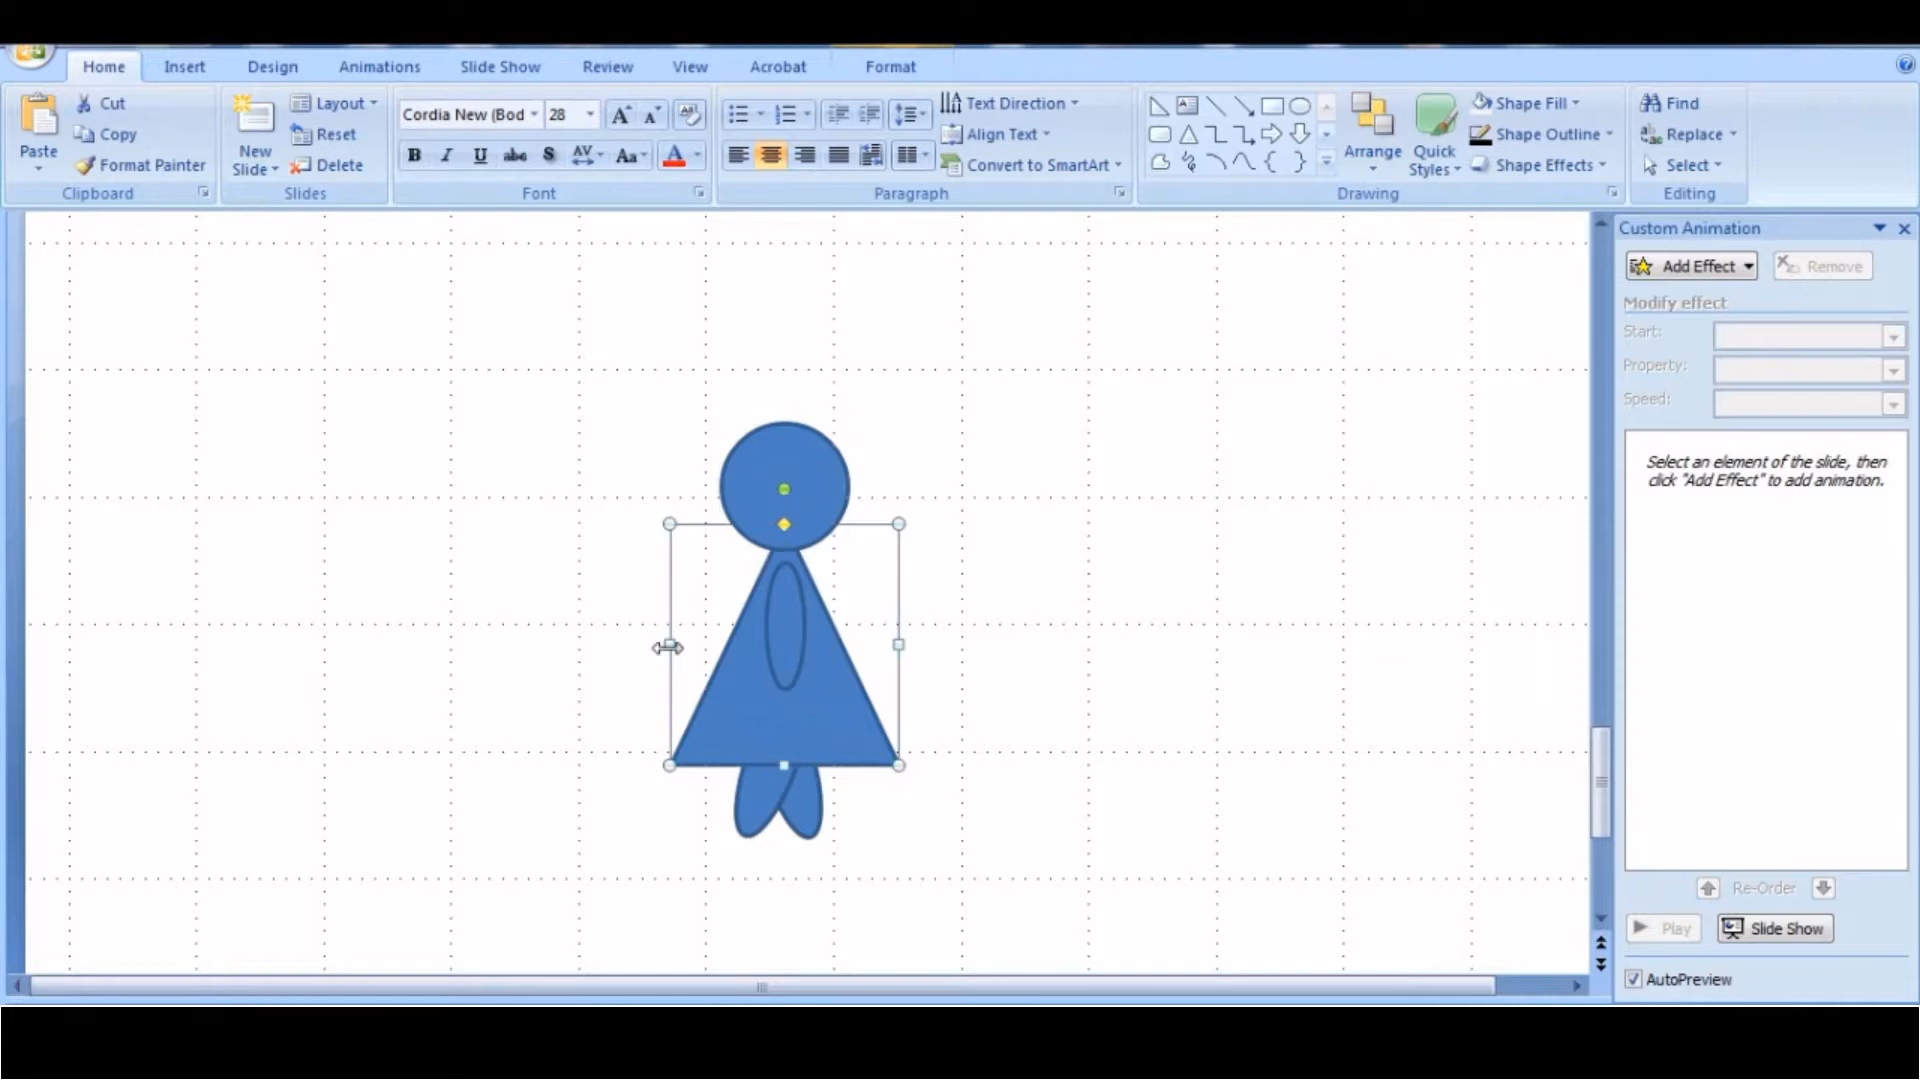 Home Insert Design Animations Slide Show Review View Acrobat Format
Paste
Cut
Copy
Format Painter
Clipboard
New
Slide
Layout
Reset
Delete
Slides
Cordia New (Bod 28
B I U abc S AV Aa A
Font
Text Direction
Align Text
Convert to SmartArt
Paragraph
Arrange
Quick
Styles
Shape Fill
Shape Outline
Shape Effects
Drawing
Find
Replace
Select
Editing
Custom Animation
Add Effect Remove
Modify effect
Start:
Property:
Speed:
Select an element of the slide, then
click "Add Effect" to add animation.
Re-Order
Play Slide Show
AutoPreview